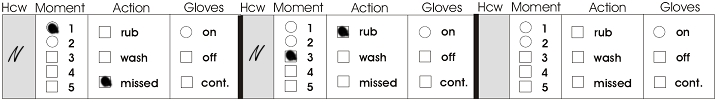 Hcw Moment Action Gloves Hcw Moment Action Gloves Hcw Moment Action Gloves
N 1 rub on N 1 rub on 1 rub on
2 2 2
3 wash off 3 wash off 3 wash off
4 4 4
5 missed cont. 5 missed cont. 5 missed cont.